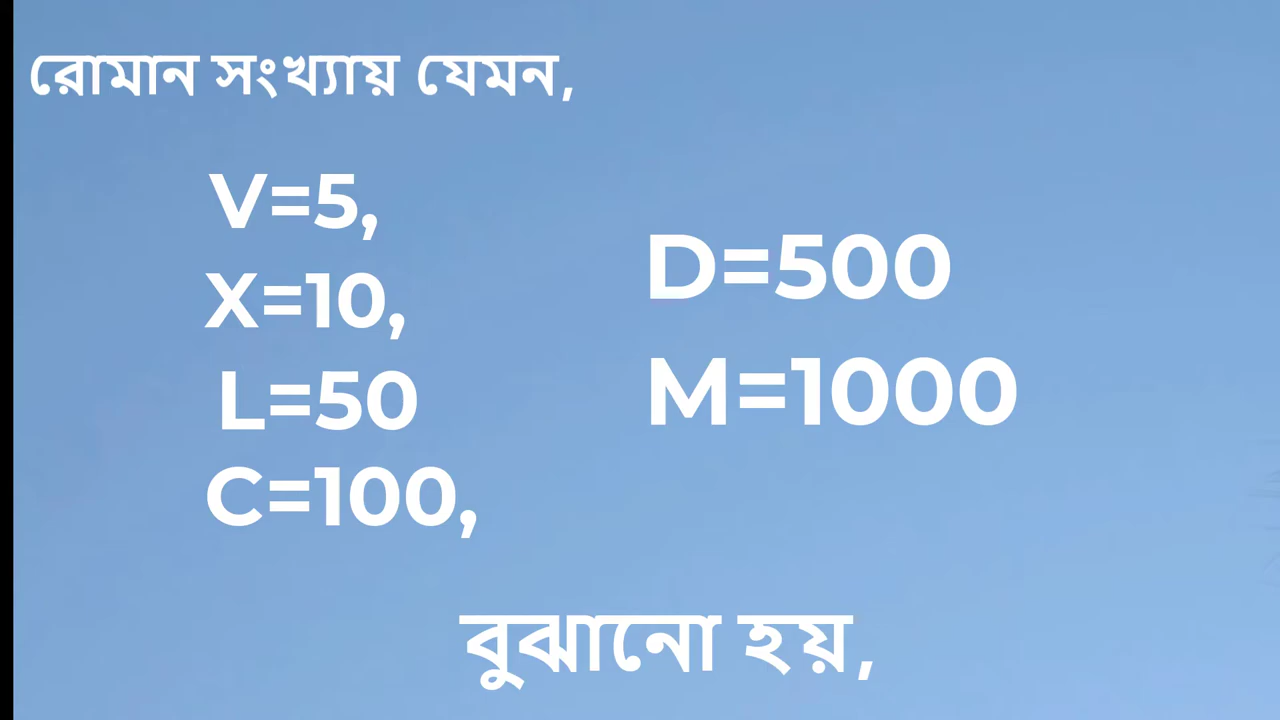 রোমান সংখ্যায় যেমন,
V=5,
X=10,
L=50
C=100,
D=500
M=1000
বুঝানো হয়,